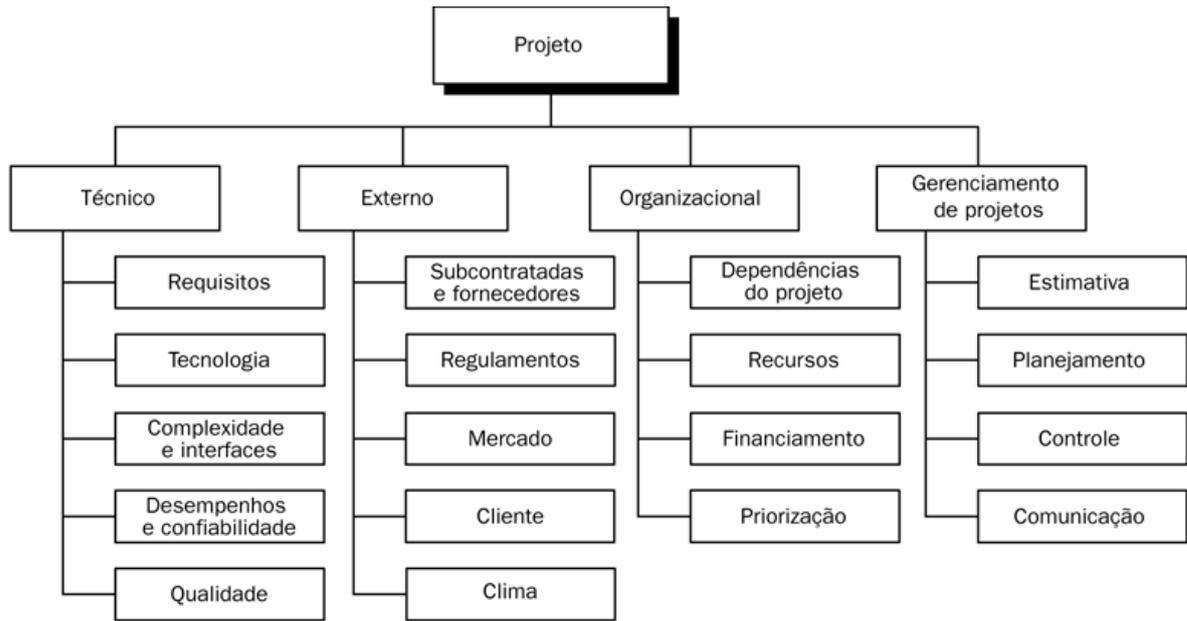 Projeto
Técnico
Externo
Organizacional
Gerenciamento
de projetos
Requisitos
Tecnologia
Complexidade
e interfaces
Desempenhos
e confiabilidade
Qualidade
Subcontratadas
e fornecedores
Regulamentos
Mercado
Cliente
Clima
Dependências
do projeto
Recursos
Financiamento
Priorização
Estimativa
Planejamento
Controle
Comunicação